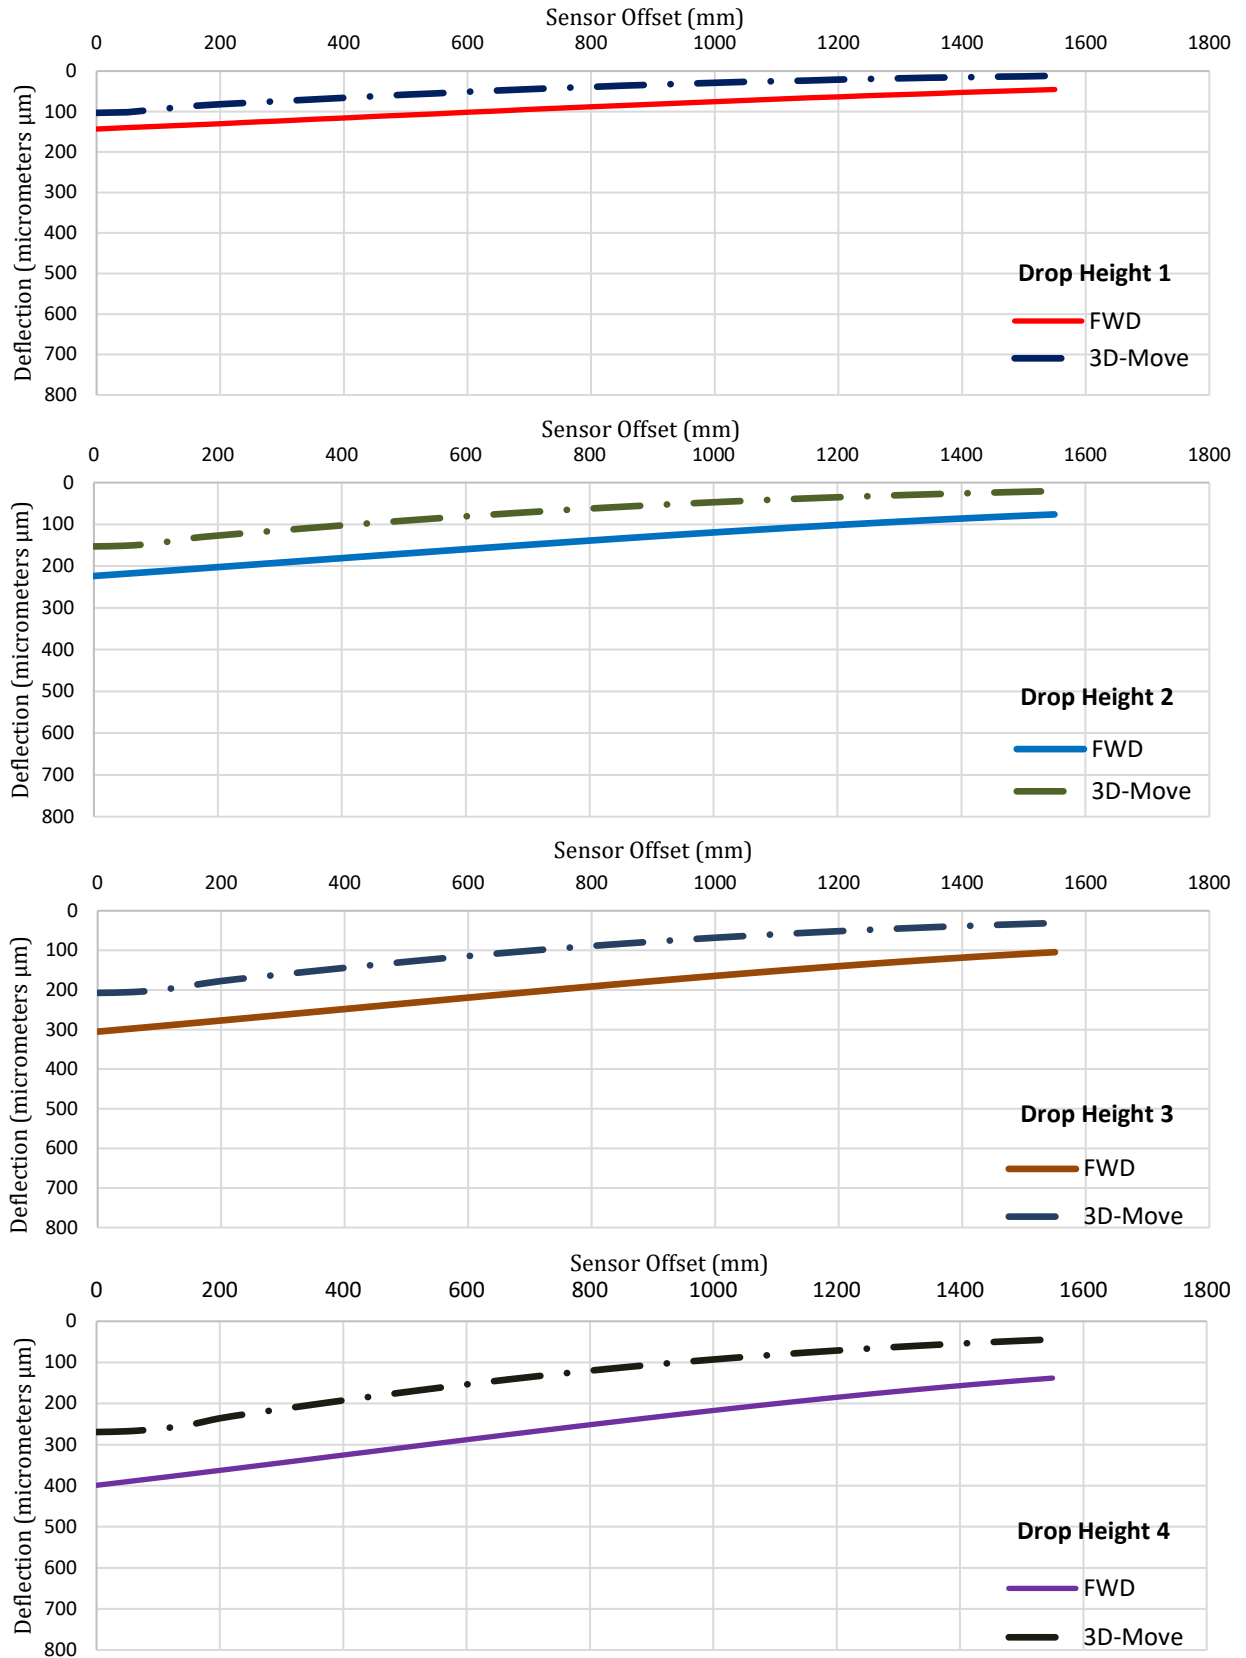 Sensor Offset (mm)
0 200 400 600 800 1000 1200 1400 1600 1800
Deflection (micrometers µm)
0
100
200
300
400
500
600
700
800
Drop Height 1
FWD
3D-Move
Sensor Offset (mm)
0 200 400 600 800 1000 1200 1400 1600 1800
Deflection (micrometers µm)
0
100
200
300
400
500
600
700
800
Drop Height 2
FWD
3D-Move
Sensor Offset (mm)
0 200 400 600 800 1000 1200 1400 1600 1800
Deflection (micrometers µm)
0
100
200
300
400
500
600
700
800
Drop Height 3
FWD
3D-Move
Sensor Offset (mm)
0 200 400 600 800 1000 1200 1400 1600 1800
Deflection (micrometers µm)
0
100
200
300
400
500
600
700
800
Drop Height 4
FWD
3D-Move